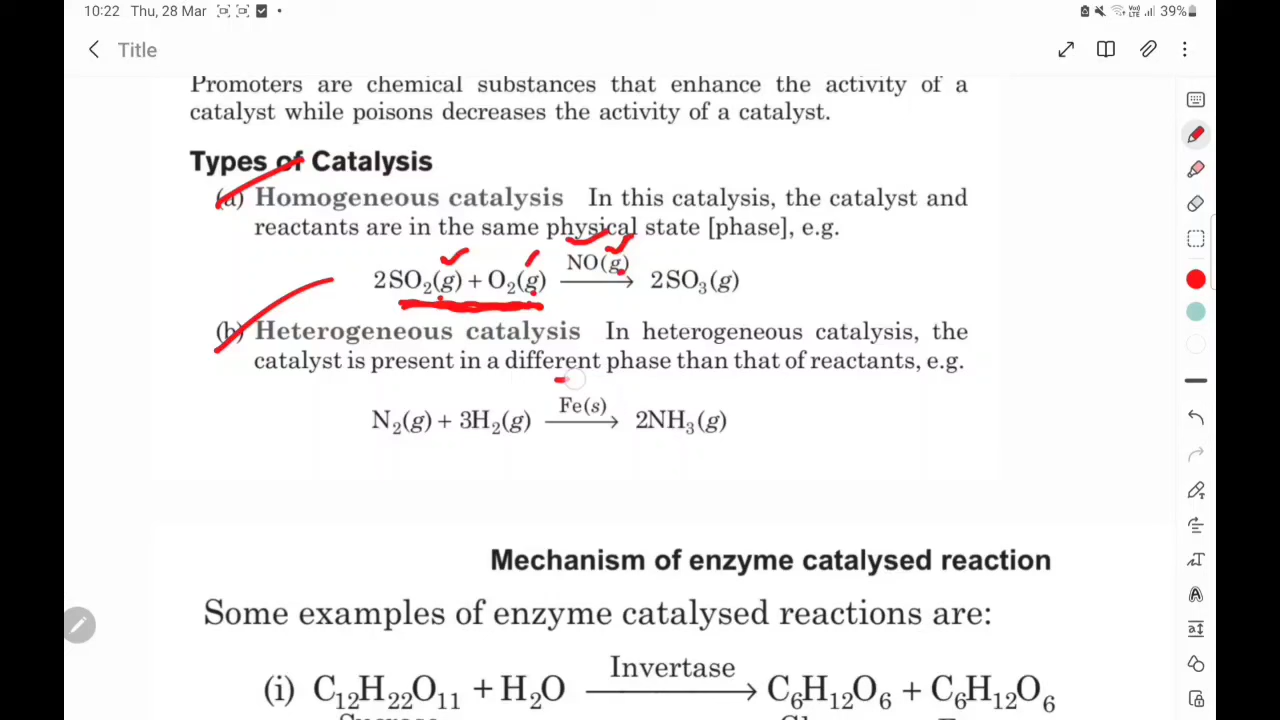 10:22 Thu, 28 Mar
39%
Title
Promoters are chemical substances that enhance the activity of a
catalyst while poisons decreases the activity of a catalyst.
Types of Catalysis
(a) Homogeneous catalysis In this catalysis, the catalyst and
reactants are in the same physical state [phase], e.g.
2SO₂(g) + O₂(g) NO(g) ⟶ 2SO₃(g)
(b) Heterogeneous catalysis In heterogeneous catalysis, the
catalyst is present in a different phase than that of reactants, e.g.
N₂(g) + 3H₂(g) Fe(s) ⟶ 2NH₃(g)
Mechanism of enzyme catalysed reaction
Some examples of enzyme catalysed reactions are:
(i) C₁₂H₂₂O₁₁ + H₂O Invertase ⟶ C₆H₁₂O₆ + C₆H₁₂O₆